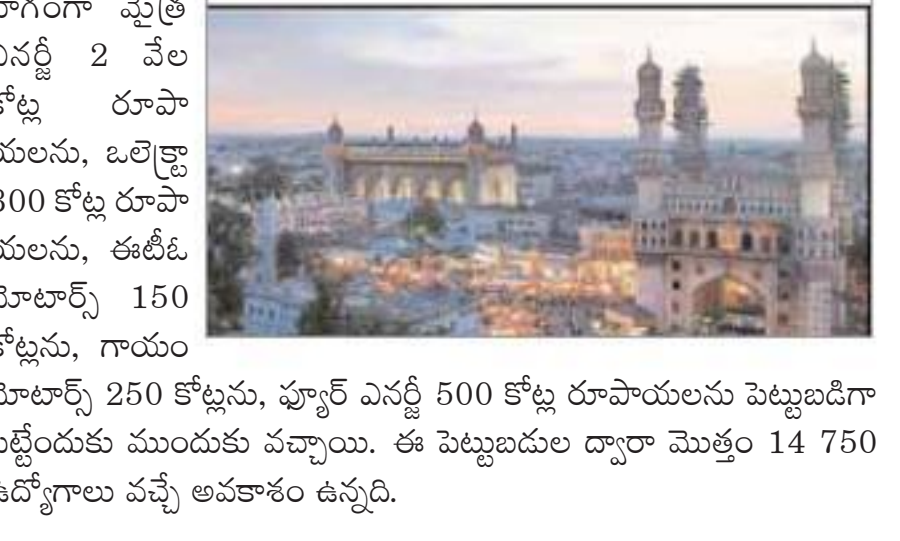 భాగంగా మైత్ర
ఎనర్జీ 2 వేల
కోట్ల రూపా
యలను, ఒలెక్ట్రా
300 కోట్ల రూపా
యలను, ఈటీఓ
మోటార్స్ 150
కోట్లను, గాయం
మోటార్స్ 250 కోట్లను, ఫ్యూర్ ఎనర్జీ 500 కోట్ల రూపాయలను పెట్టుబడిగా
పెట్టేందుకు ముందుకు వచ్చాయి. ఈ పెట్టుబడుల ద్వారా మొత్తం 14 750
ఉద్యోగాలు వచ్చే అవకాశం ఉన్నది.